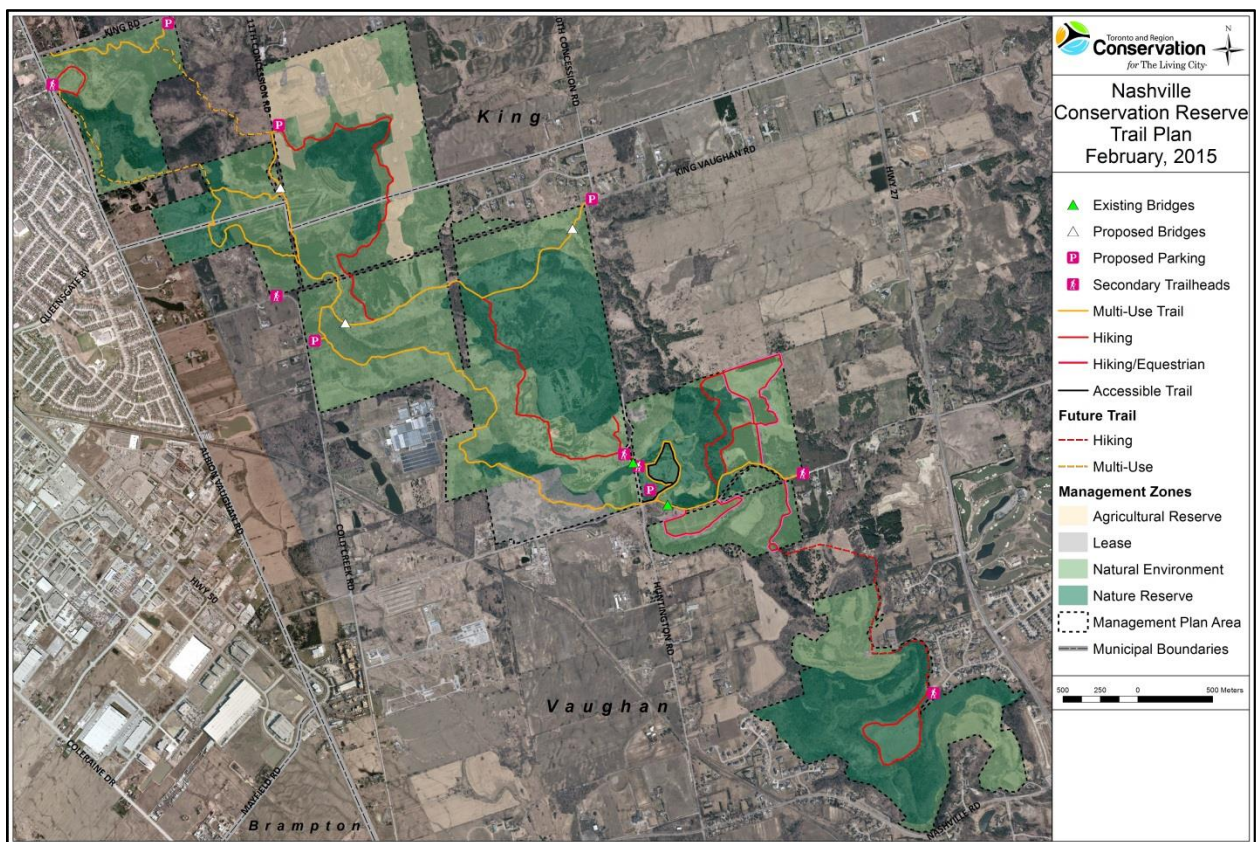 KING RD
11TH CONCESSION RD
10TH CONCESSION RD
King
KING VAUGHAN RD
HWY 27
QUEENSGATE BV
ALBION VAUGHAN RD
COLD CREEK RD
HWY 50
HUNTINGTON RD
Vaughan
COLERAINE DR
MAYFIELD RD
Brampton
NASHVILLE RD
P
P
P
P
P
Toronto and Region
Conservation
for The Living City
N
Nashville
Conservation Reserve
Trail Plan
February, 2015
Existing Bridges
Proposed Bridges
P Proposed Parking
Secondary Trailheads
Multi-Use Trail
Hiking
Hiking/Equestrian
Accessible Trail
Future Trail
Hiking
Multi-Use
Management Zones
Agricultural Reserve
Lease
Natural Environment
Nature Reserve
Management Plan Area
Municipal Boundaries
500 250 0 500 Meters